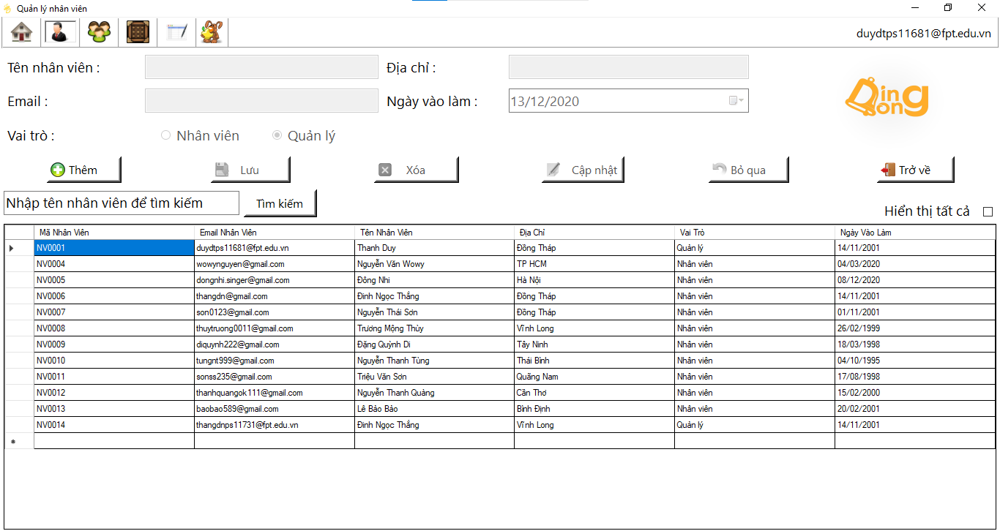 Quản lý nhân viên
duydtps11681@fpt.edu.vn
Tên nhân viên : Địa chỉ :
Email : Ngày vào làm : 13/12/2020
Ding Dong
Vai trò : Nhân viên Quản lý
Thêm Lưu Xóa Cập nhật Bỏ qua Trở về
Nhập tên nhân viên để tìm kiếm Tìm kiếm
Hiển thị tất cả
Mã Nhân Viên Email Nhân Viên Tên Nhân Viên Địa Chỉ Vai Trò Ngày Vào Làm
NV0001 duydtps11681@fpt.edu.vn Thanh Duy Đồng Tháp Quản lý 14/11/2001
NV0004 wowynguyen@gmail.com Nguyễn Văn Wowy TP HCM Nhân viên 04/03/2020
NV0005 dongnhi.singer@gmail.com Đông Nhi Hà Nội Nhân viên 08/12/2020
NV0006 thangdn@gmail.com Đinh Ngọc Thắng Đồng Tháp Nhân viên 14/11/2001
NV0007 son0123@gmail.com Nguyễn Thái Sơn Đồng Tháp Nhân viên 01/11/2001
NV0008 thuytruong0011@gmail.com Trương Mộng Thùy Vĩnh Long Nhân viên 26/02/1999
NV0009 diquynh222@gmail.com Đặng Quỳnh Di Tây Ninh Nhân viên 18/03/1998
NV0010 tungnt999@gmail.com Nguyễn Thanh Tùng Thái Bình Nhân viên 04/10/1995
NV0011 sonss235@gmail.com Triệu Văn Sơn Quãng Nam Nhân viên 17/08/1998
NV0012 thanhquangok111@gmail.com Nguyễn Thanh Quảng Cần Thơ Nhân viên 15/02/2000
NV0013 baobao589@gmail.com Lê Bảo Bảo Bình Định Nhân viên 20/02/2001
NV0014 thangdnps11731@fpt.edu.vn Đinh Ngọc Thắng Vĩnh Long Quản lý 14/11/2001